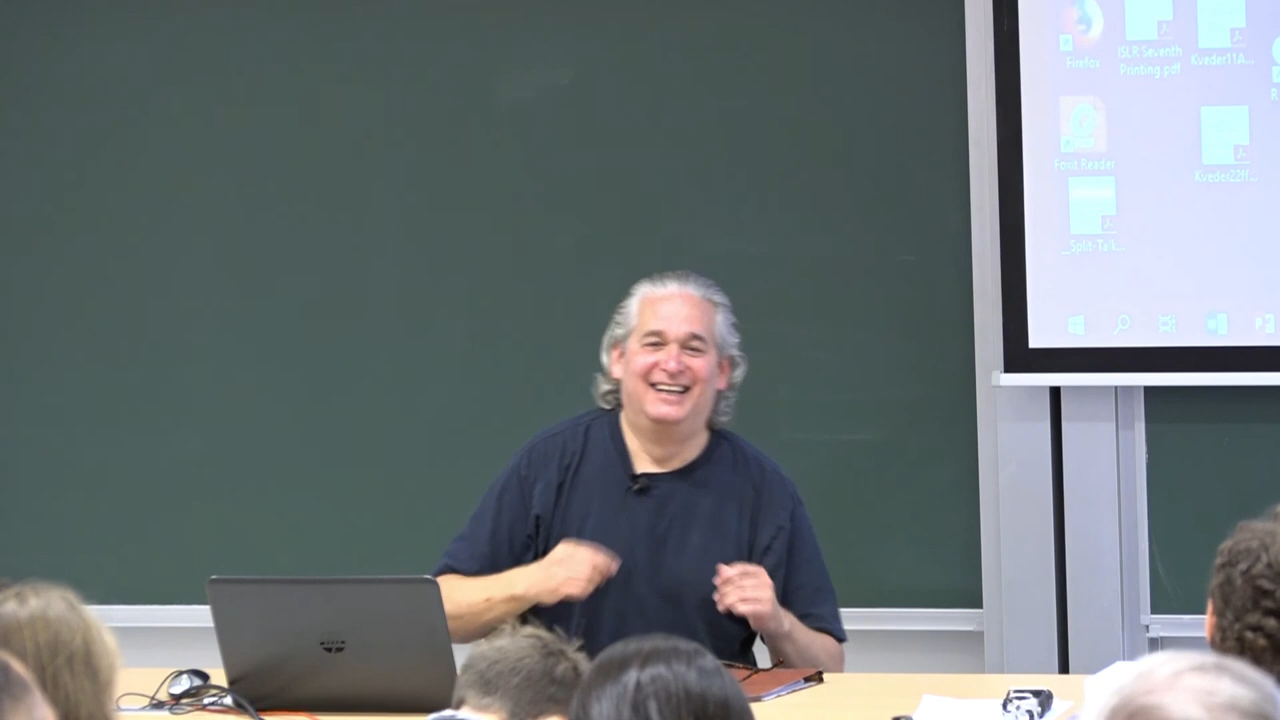 Firefox
ISLR Seventh
Printing.pdf
Kveder11A...
R
Foxit Reader
Kveder22ff...
_Split-Talk...